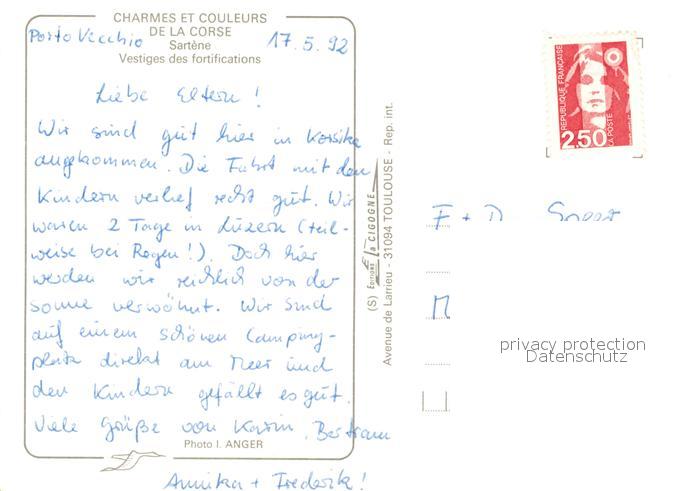 CHARMES ET COULEURS
DE LA CORSE
Sartène
Vestiges des fortifications
Porto Vecchio 17.5.92
Liebe Eltern!
Wir sind gut hier in Korsika
angekommen. Die Fahrt mit den
Kindern verlief recht gut. Wir
waren 2 Tage in Luzern (teil-
weise bei Regen!). Doch hier
werden wir reichlich von der
Sonne verwöhnt. Wir sind
auf einem schönen Camping-
platz direkt am Meer und
den Kindern gefällt es gut.
Viele Grüße von Karin, Bertram
Annika + Frederik!
Photo I. ANGER
(S) EDITIONS la CIGOGNE
Avenue de Larrieu - 31094 TOULOUSE - Rep. int.
REPUBLIQUE FRANÇAISE
2,50
LA POSTE
F + D
M
privacy protection
Datenschutz